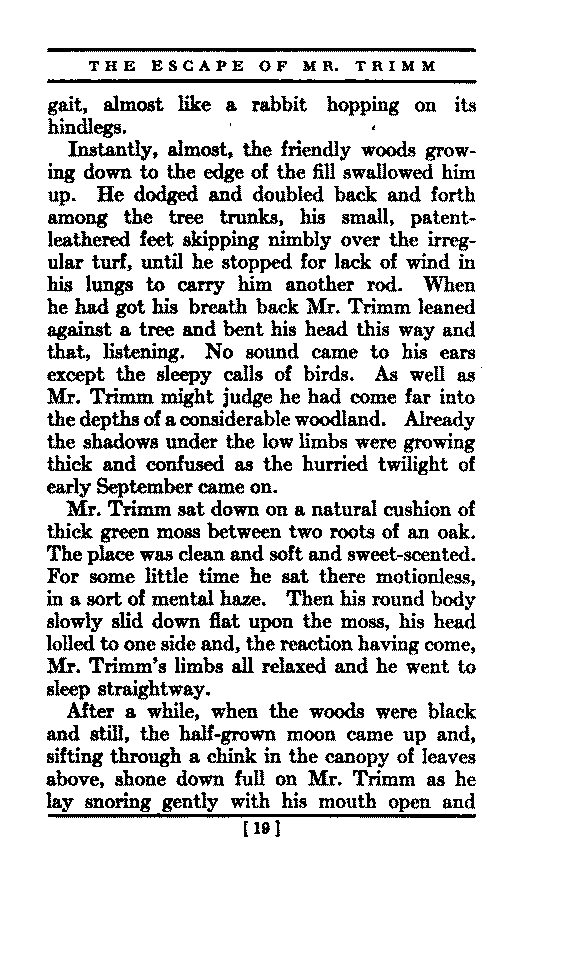 THE ESCAPE OF MR. TRIMM
gait, almost like a rabbit hopping on its
hindlegs.
Instantly, almost, the friendly woods grow-
ing down to the edge of the fill swallowed him
up. He dodged and doubled back and forth
among the tree trunks, his small, patent-
leathered feet skipping nimbly over the irreg-
ular turf, until he stopped for lack of wind in
his lungs to carry him another rod. When
he had got his breath back Mr. Trimm leaned
against a tree and bent his head this way and
that, listening. No sound came to his ears
except the sleepy calls of birds. As well as
Mr. Trimm might judge he had come far into
the depths of a considerable woodland. Already
the shadows under the low limbs were growing
thick and confused as the hurried twilight of
early September came on.
Mr. Trimm sat down on a natural cushion of
thick green moss between two roots of an oak.
The place was clean and soft and sweet-scented.
For some little time he sat there motionless,
in a sort of mental haze. Then his round body
slowly slid down flat upon the moss, his head
lolled to one side and, the reaction having come,
Mr. Trimm's limbs all relaxed and he went to
sleep straightway.
After a while, when the woods were black
and still, the half-grown moon came up and,
sifting through a chink in the canopy of leaves
above, shone down full on Mr. Trimm as he
lay snoring gently with his mouth open and
[19]